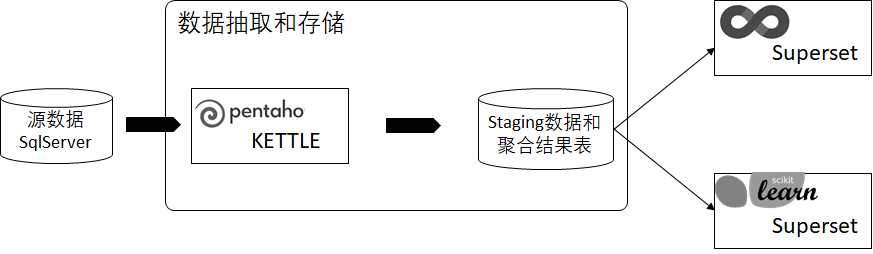 数据抽取和存储
源数据
SqlServer
pentaho
KETTLE
Staging数据和
聚合结果表
Superset
scikit
learn
Superset